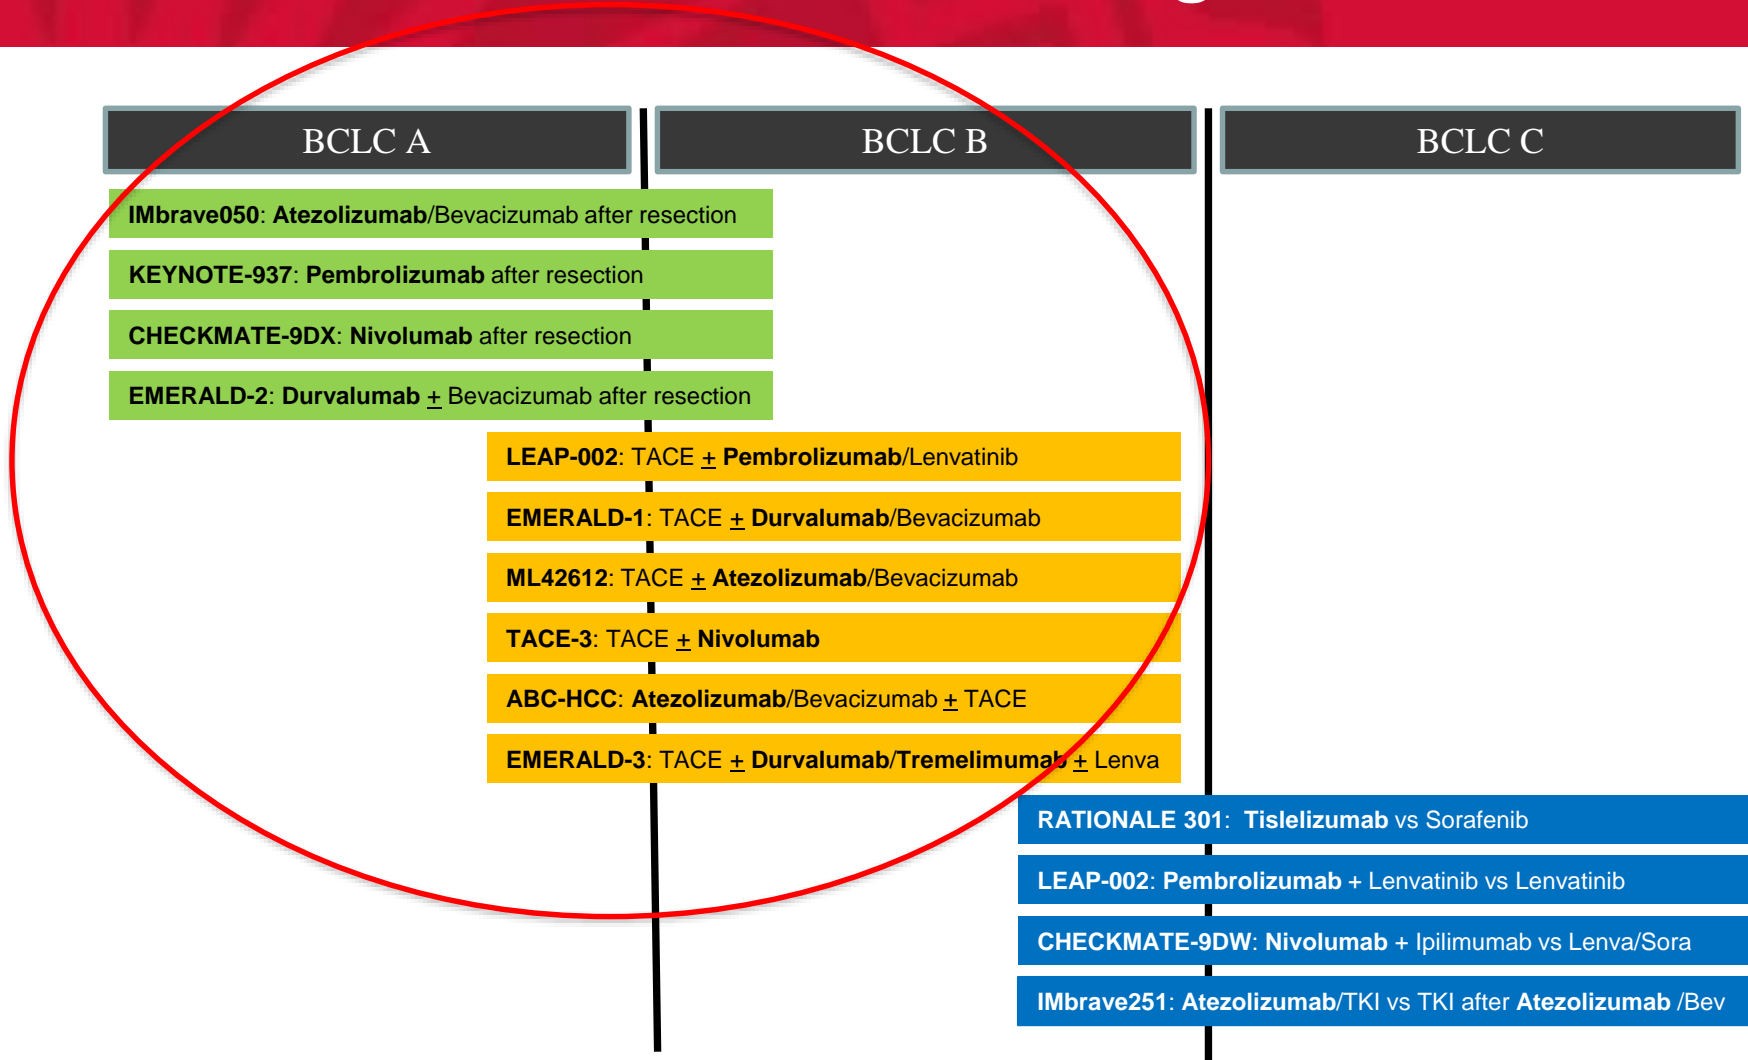 BCLC A
BCLC B
BCLC C
IMbrave050: Atezolizumab/Bevacizumab after resection
KEYNOTE-937: Pembrolizumab after resection
CHECKMATE-9DX: Nivolumab after resection
EMERALD-2: Durvalumab + Bevacizumab after resection
LEAP-002: TACE + Pembrolizumab/Lenvatinib
EMERALD-1: TACE + Durvalumab/Bevacizumab
ML42612: TACE + Atezolizumab/Bevacizumab
TACE-3: TACE + Nivolumab
ABC-HCC: Atezolizumab/Bevacizumab + TACE
EMERALD-3: TACE + Durvalumab/Tremelimumab + Lenva
RATIONALE 301: Tislelizumab vs Sorafenib
LEAP-002: Pembrolizumab + Lenvatinib vs Lenvatinib
CHECKMATE-9DW: Nivolumab + Ipilimumab vs Lenva/Sora
IMbrave251: Atezolizumab/TKI vs TKI after Atezolizumab /Bev